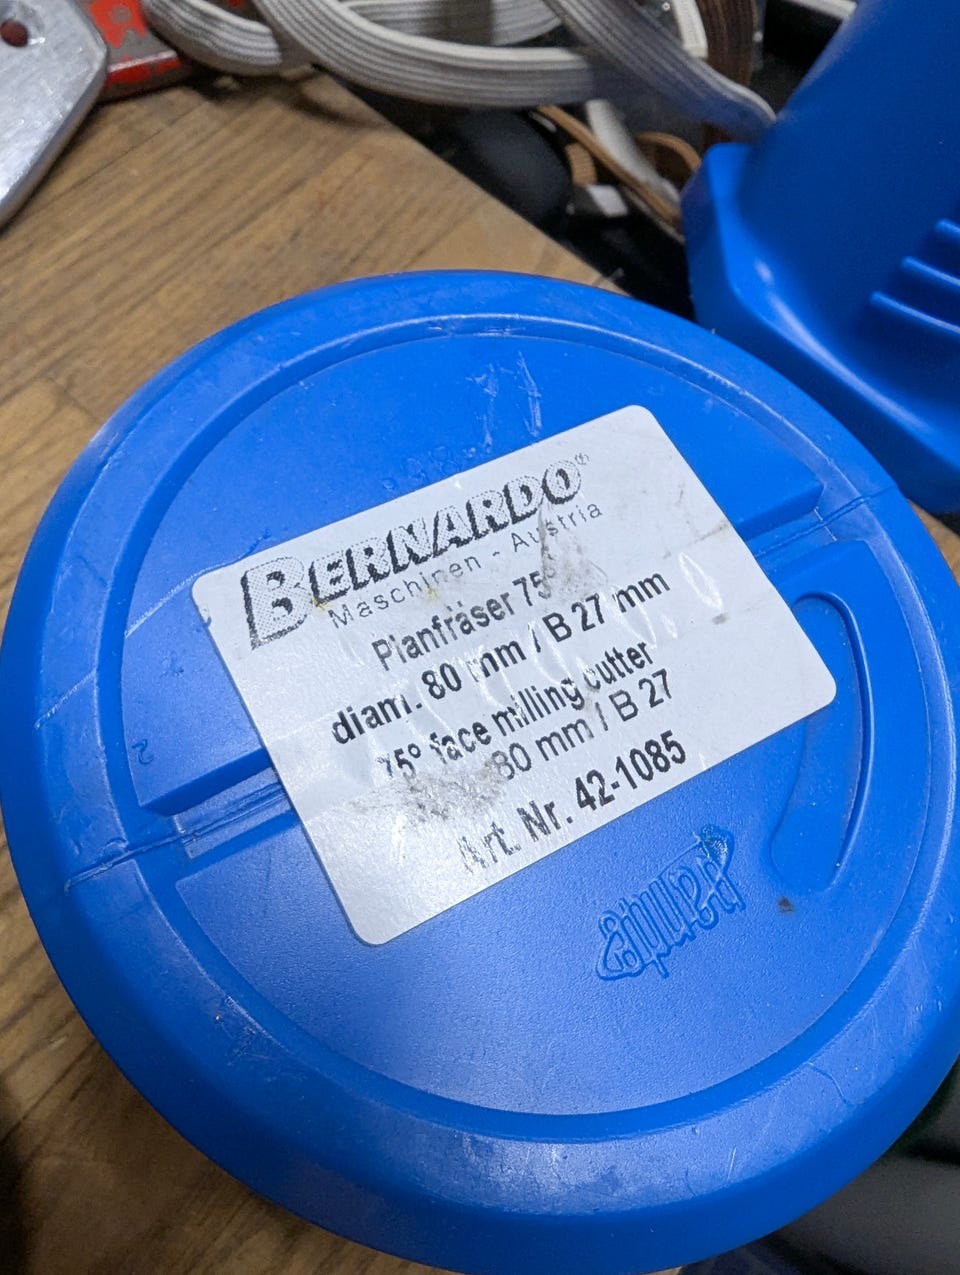 BERNARDO®
Maschinen - Austria
Planfräser 75°
diam. 80 mm / B 27 mm
75° face milling cutter
80 mm / B 27
Art. Nr. 42-1085
2